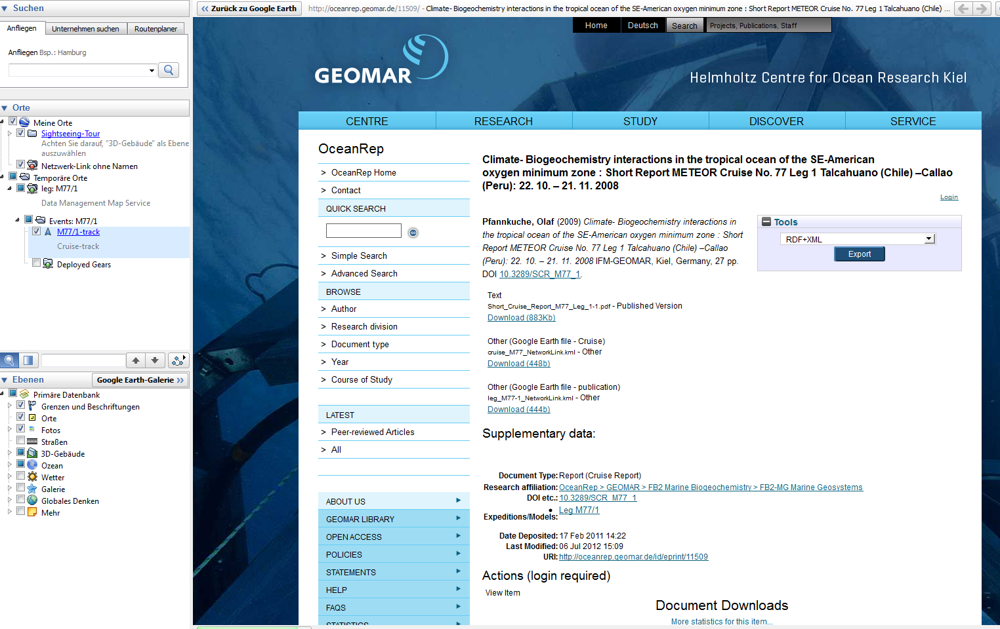 Suchen
Anfliegen
Unternehmen suchen
Routenplaner
Anfliegen Bsp.: Hamburg
Orte
Meine Orte
Sightseeing-Tour
Achten Sie darauf, "3D-Gebäude" als Ebene
auszuwählen
Netzwerk-Link ohne Namen
Temporäre Orte
leg: M77/1
Data Management Map Service
Events: M77/1
M77/1-track
Cruise-track
Deployed Gears
Ebenen
Google Earth-Galerie >>
Primäre Datenbank
Grenzen und Beschriftungen
Orte
Fotos
Straßen
3D-Gebäude
Ozean
Wetter
Galerie
Globales Denken
Mehr
<< Zurück zu Google Earth
http://oceanrep.geomar.de/11509/ - Climate- Biogeochemistry interactions in the tropical ocean of the SE-American oxygen minimum zone : Short Report METEOR Cruise No. 77 Leg 1 Talcahuano (Chile) ...
Home
Deutsch
Search
Projects, Publications, Staff
GEOMAR
Helmholtz Centre for Ocean Research Kiel
CENTRE
RESEARCH
STUDY
DISCOVER
SERVICE
OceanRep
> OceanRep Home
> Contact
QUICK SEARCH
GO
> Simple Search
> Advanced Search
BROWSE
> Author
> Research division
> Document type
> Year
> Course of Study
LATEST
> Peer-reviewed Articles
> All
ABOUT US
GEOMAR LIBRARY
OPEN ACCESS
POLICIES
STATEMENTS
HELP
FAQS
STATISTICS
Climate- Biogeochemistry interactions in the tropical ocean of the SE-American
oxygen minimum zone : Short Report METEOR Cruise No. 77 Leg 1 Talcahuano (Chile) –Callao
(Peru): 22. 10. – 21. 11. 2008
Login
Pfannkuche, Olaf (2009) Climate- Biogeochemistry interactions in
the tropical ocean of the SE-American oxygen minimum zone : Short
Report METEOR Cruise No. 77 Leg 1 Talcahuano (Chile) –Callao
(Peru): 22. 10. – 21. 11. 2008 IFM-GEOMAR, Kiel, Germany, 27 pp.
DOI 10.3289/SCR_M77_1.
Tools
RDF+XML
Export
Text
Short_Cruise_Report_M77_Leg_1-1.pdf - Published Version
Download (883Kb)
Other (Google Earth file - Cruise)
cruise_M77_NetworkLink.kml - Other
Download (448b)
Other (Google Earth file - publication)
leg_M77-1_NetworkLink.kml - Other
Download (444b)
Supplementary data:
Document Type: Report (Cruise Report)
Research affiliation: OceanRep > GEOMAR > FB2 Marine Biogeochemistry > FB2-MG Marine Geosystems
DOI etc.: 10.3289/SCR_M77_1
• Leg M77/1
Expeditions/Models:
Date Deposited: 17 Feb 2011 14:22
Last Modified: 06 Jul 2012 15:09
URI: http://oceanrep.geomar.de/id/eprint/11509
Actions (login required)
View Item
Document Downloads
More statistics for this item...